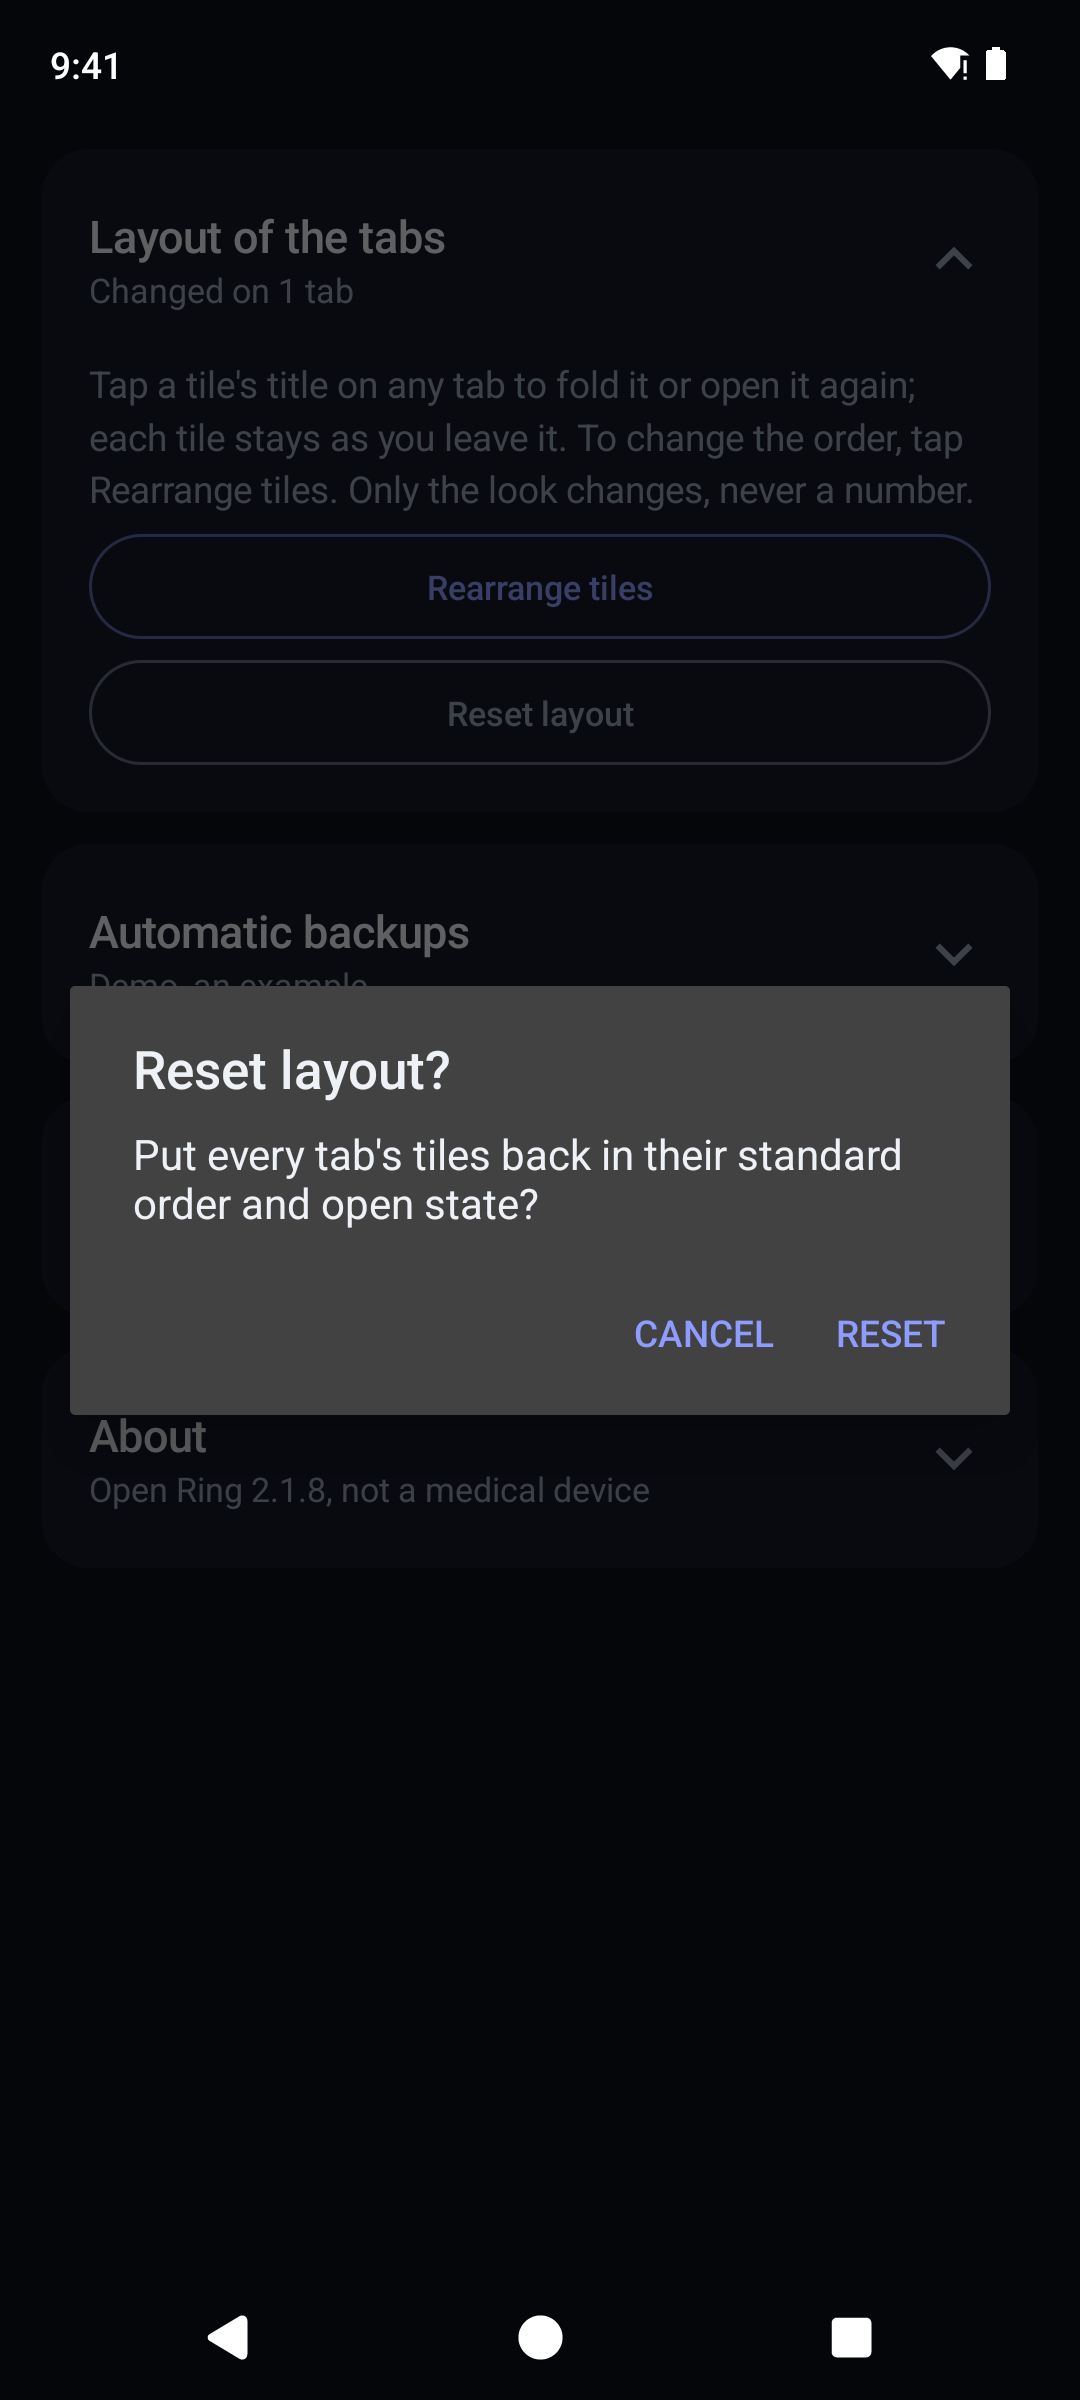 9:41
Layout of the tabs
Changed on 1 tab
Tap a tile's title on any tab to fold it or open it again;
each tile stays as you leave it. To change the order, tap
Rearrange tiles. Only the look changes, never a number.
Rearrange tiles
Reset layout
Automatic backups
Demo, an example
Reset layout?
Put every tab's tiles back in their standard
order and open state?
CANCEL
RESET
About
Open Ring 2.1.8, not a medical device